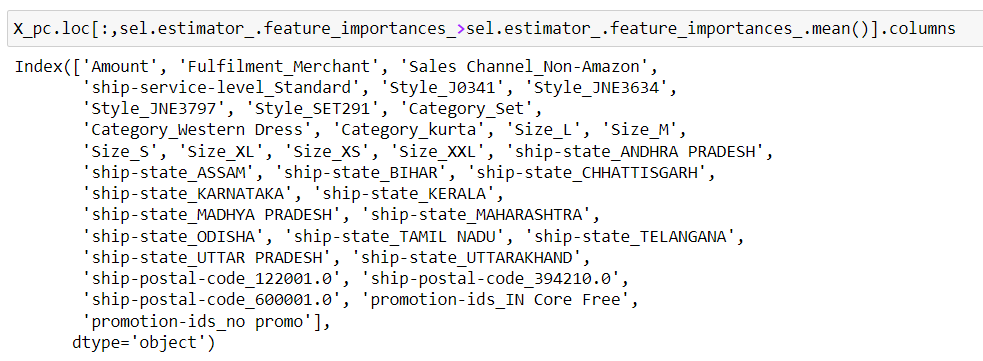 X_pc.loc[:,sel.estimator_.feature_importances_>sel.estimator_.feature_importances_.mean()].columns
Index(['Amount', 'Fulfilment_Merchant', 'Sales Channel_Non-Amazon',
'ship-service-level_Standard', 'Style_J0341', 'Style_JNE3634',
'Style_JNE3797', 'Style_SET291', 'Category_Set',
'Category_Western Dress', 'Category_kurta', 'Size_L', 'Size_M',
'Size_S', 'Size_XL', 'Size_XS', 'Size_XXL', 'ship-state_ANDHRA PRADESH',
'ship-state_ASSAM', 'ship-state_BIHAR', 'ship-state_CHHATTISGARH',
'ship-state_KARNATAKA', 'ship-state_KERALA',
'ship-state_MADHYA PRADESH', 'ship-state_MAHARASHTRA',
'ship-state_ODISHA', 'ship-state_TAMIL NADU', 'ship-state_TELANGANA',
'ship-state_UTTAR PRADESH', 'ship-state_UTTARAKHAND',
'ship-postal-code_122001.0', 'ship-postal-code_394210.0',
'ship-postal-code_600001.0', 'promotion-ids_IN Core Free',
'promotion-ids_no promo'],
dtype='object')